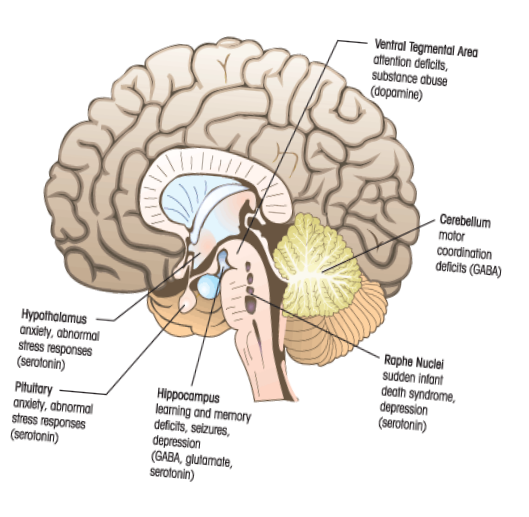 Ventral Tegmental Area
attention deficits,
substance abuse
(dopamine)
Cerebellum
motor
coordination
deficits (GABA)
Hypothalamus
anxiety, abnormal
stress responses
(serotonin)
Pituitary
anxiety, abnormal
stress responses
(serotonin)
Hippocampus
learning and memory
deficits, seizures,
depression
(GABA, glutamate,
serotonin)
Raphe Nuclei
sudden infant
death syndrome,
depression
(serotonin)